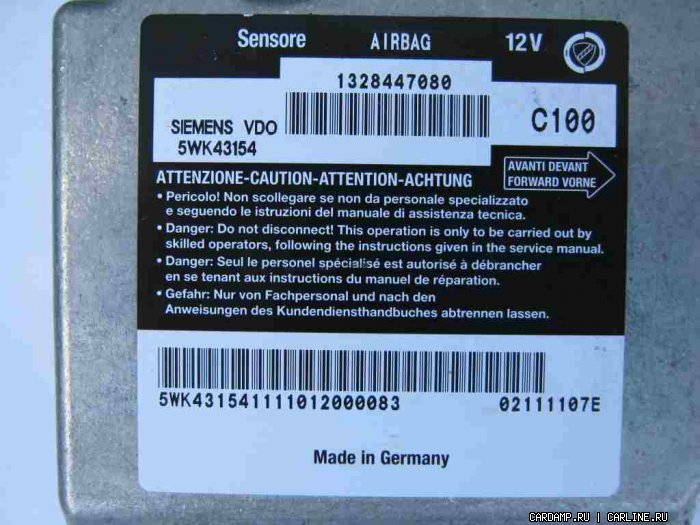 Sensore AIRBAG 12V
1328447080
SIEMENS VDO
5WK43154
C100
AVANTI DEVANT
FORWARD VORNE
ATTENZIONE-CAUTION-ATTENTION-ACHTUNG
• Pericolo! Non scollegare se non da personale specializzato
e seguendo le istruzioni del manuale di assistenza tecnica.
• Danger: Do not disconnect! This operation is only to be carried out by
skilled operators, following the instructions given in the service manual.
• Danger: Seul le personel spécialisé est autorisé à débrancher
en se tenant aux instructions du manuel de réparation.
• Gefahr: Nur von Fachpersonal und nach den
Anweisungen des Kundendiensthandbuches abtrennen lassen.
5WK431541111012000083 02111107E
Made in Germany
CARDAMP.RU | CARLINE.RU